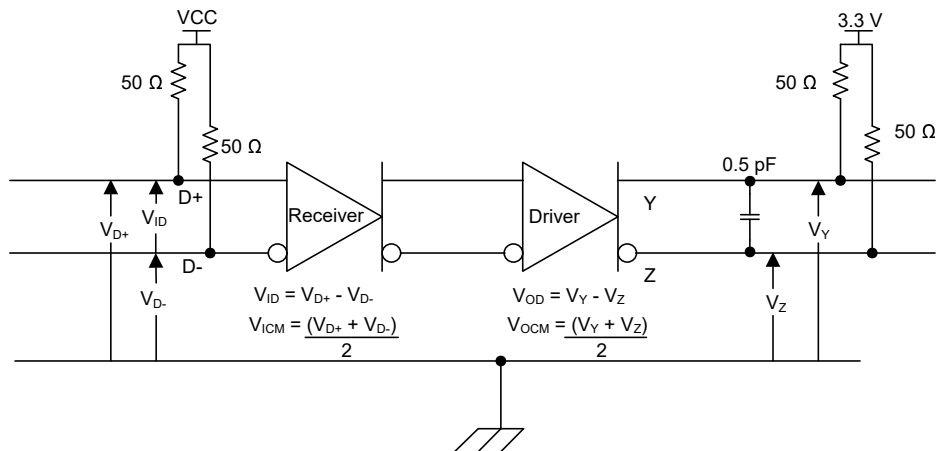 VCC
3.3 V
50 Ω
50 Ω
50 Ω
50 Ω
0.5 pF
D+
Receiver
Driver
Y
V_D+
V_ID
V_Y
D-
Z
V_D-
V_Z
V_ID = V_D+ - V_D-
V_OD = V_Y - V_Z
V_ICM = (V_D+ + V_D-)
2
V_OCM = (V_Y + V_Z)
2